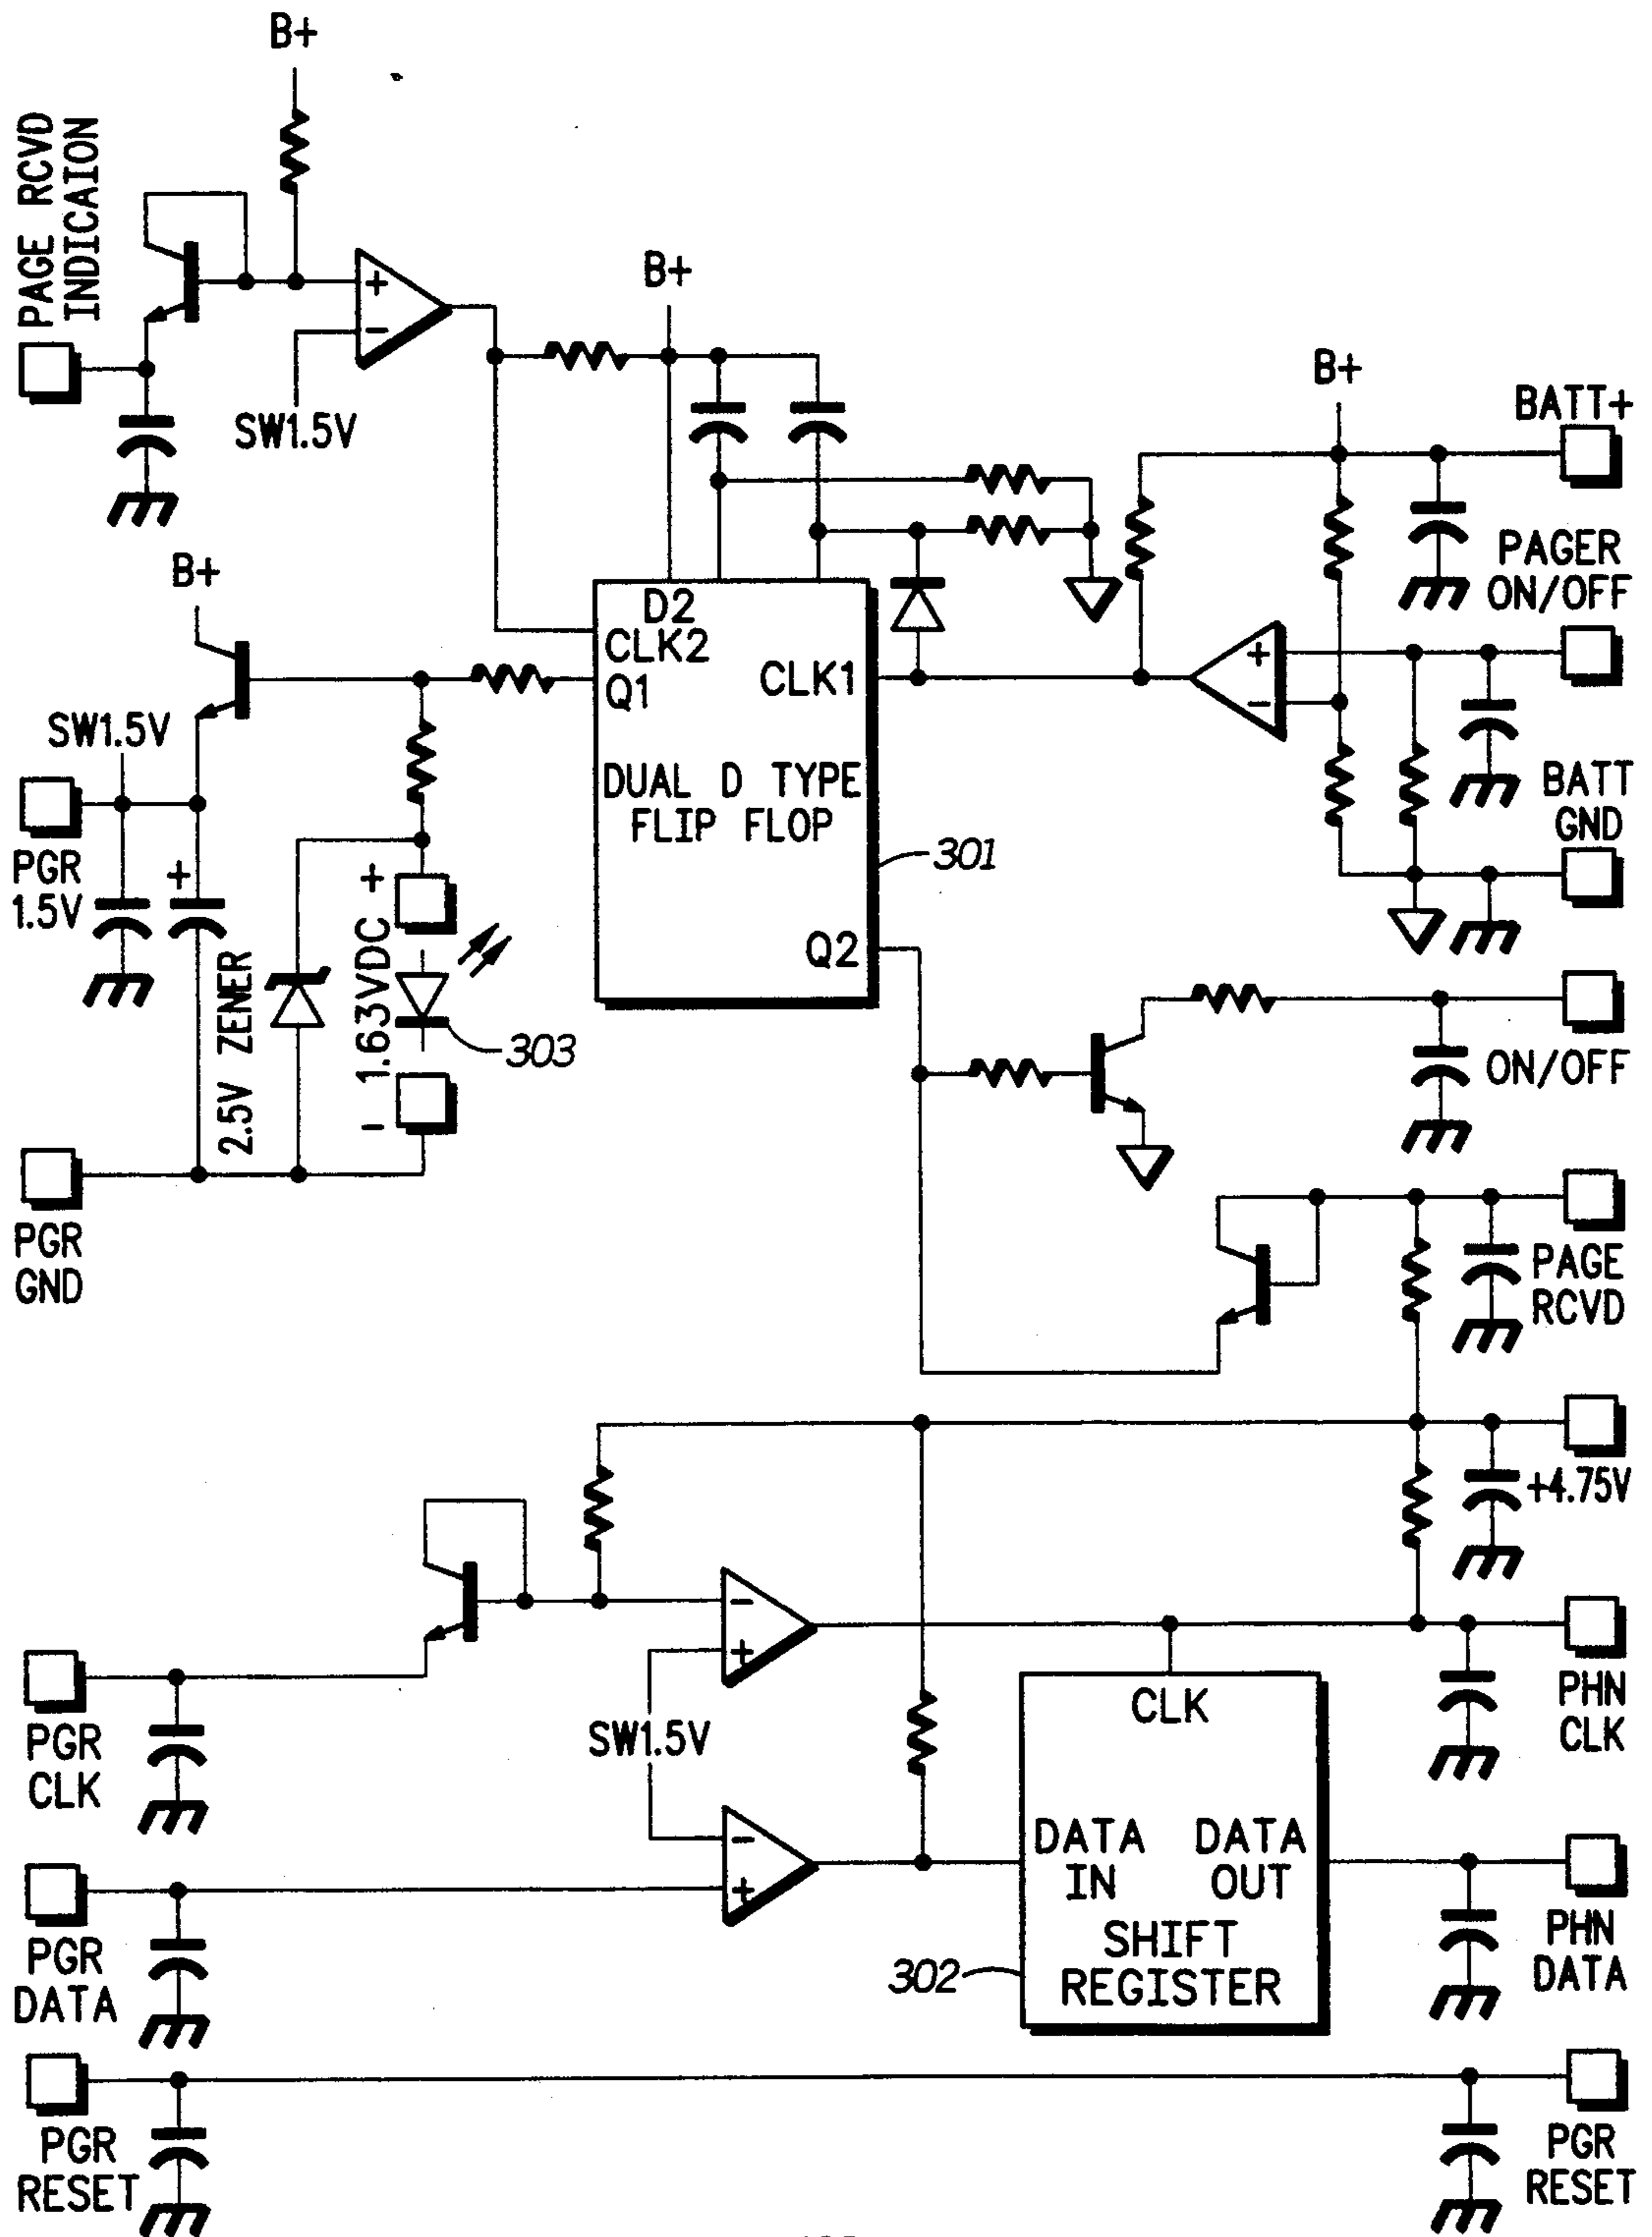 B+
PAGE RCVD
INDICAION
+
−
SW1.5V
B+
B+
BATT+
PAGER
ON/OFF
B+
D2
CLK2
Q1
CLK1
+
−
SW1.5V
DUAL D TYPE
FLIP FLOP
301
BATT
GND
PGR
1.5V
+
2.5V ZENER
+
1.63VDC
−
303
Q2
ON/OFF
PGR
GND
PAGE
RCVD
+4.75V
−
+
SW1.5V
PGR
CLK
CLK
PHN
CLK
−
+
DATA
IN
DATA
OUT
SHIFT
REGISTER
302
PGR
DATA
PHN
DATA
PGR
RESET
PGR
RESET